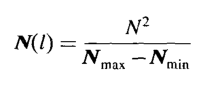 N(l) = N² / (N_max − N_min)